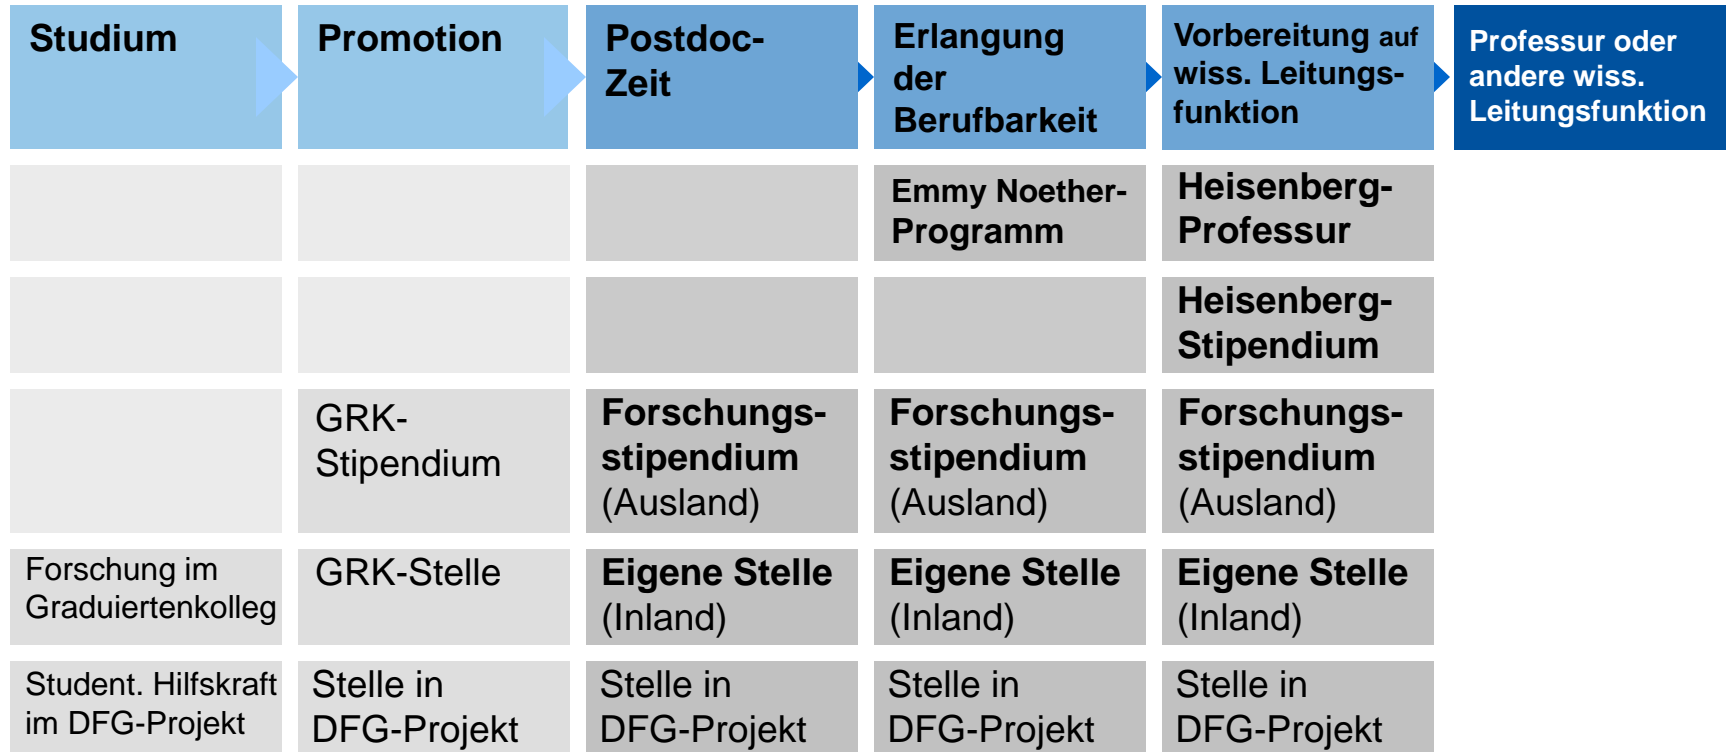 Studium
Promotion
Postdoc-
Zeit
Erlangung
der
Berufbarkeit
Vorbereitung auf
wiss. Leitungs-
funktion
Professur oder
andere wiss.
Leitungsfunktion
Emmy Noether-
Programm
Heisenberg-
Professur
Heisenberg-
Stipendium
GRK-
Stipendium
Forschungs-
stipendium
(Ausland)
Forschungs-
stipendium
(Ausland)
Forschungs-
stipendium
(Ausland)
Forschung im
Graduiertenkolleg
GRK-Stelle
Eigene Stelle
(Inland)
Eigene Stelle
(Inland)
Eigene Stelle
(Inland)
Student. Hilfskraft
im DFG-Projekt
Stelle in
DFG-Projekt
Stelle in
DFG-Projekt
Stelle in
DFG-Projekt
Stelle in
DFG-Projekt